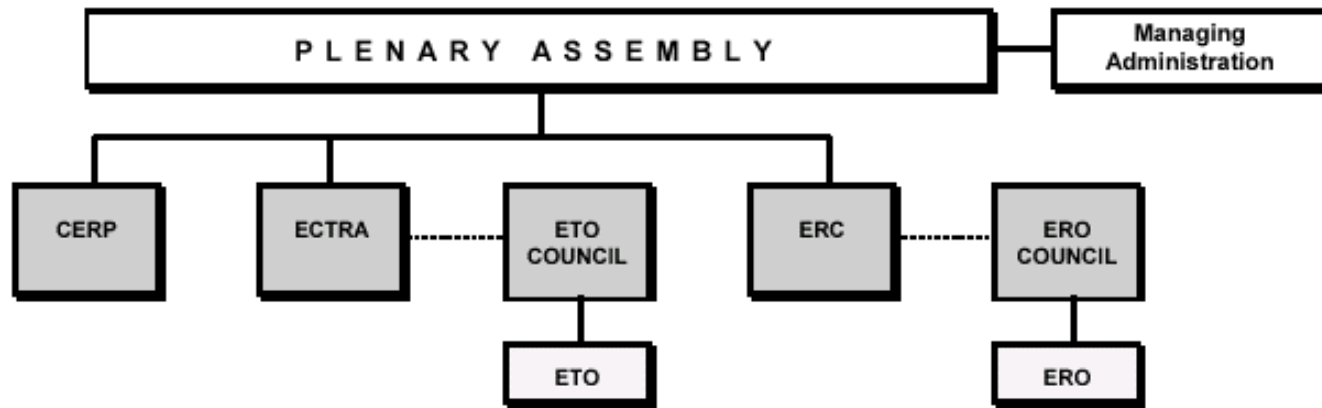 PLENARY ASSEMBLY
Managing
Administration
CERP
ECTRA
ETO
COUNCIL
ERC
ERO
COUNCIL
ETO
ERO